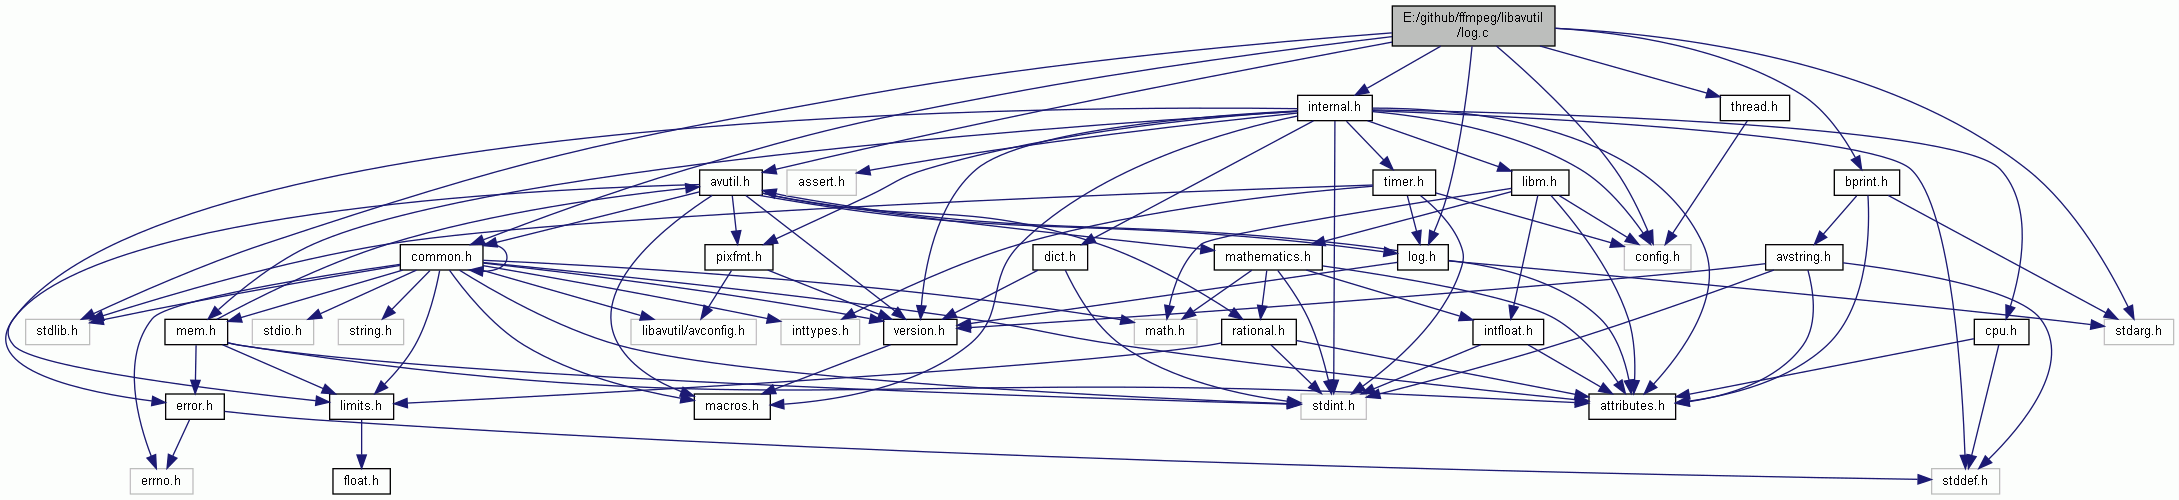 E:/github/ffmpeg/libavutil
/log.c
internal.h
thread.h
avutil.h
assert.h
timer.h
libm.h
bprint.h
common.h
pixfmt.h
dict.h
mathematics.h
log.h
config.h
avstring.h
stdlib.h
mem.h
stdio.h
string.h
libavutil/avconfig.h
inttypes.h
version.h
math.h
rational.h
intfloat.h
cpu.h
stdarg.h
error.h
limits.h
macros.h
stdint.h
attributes.h
errno.h
float.h
stddef.h